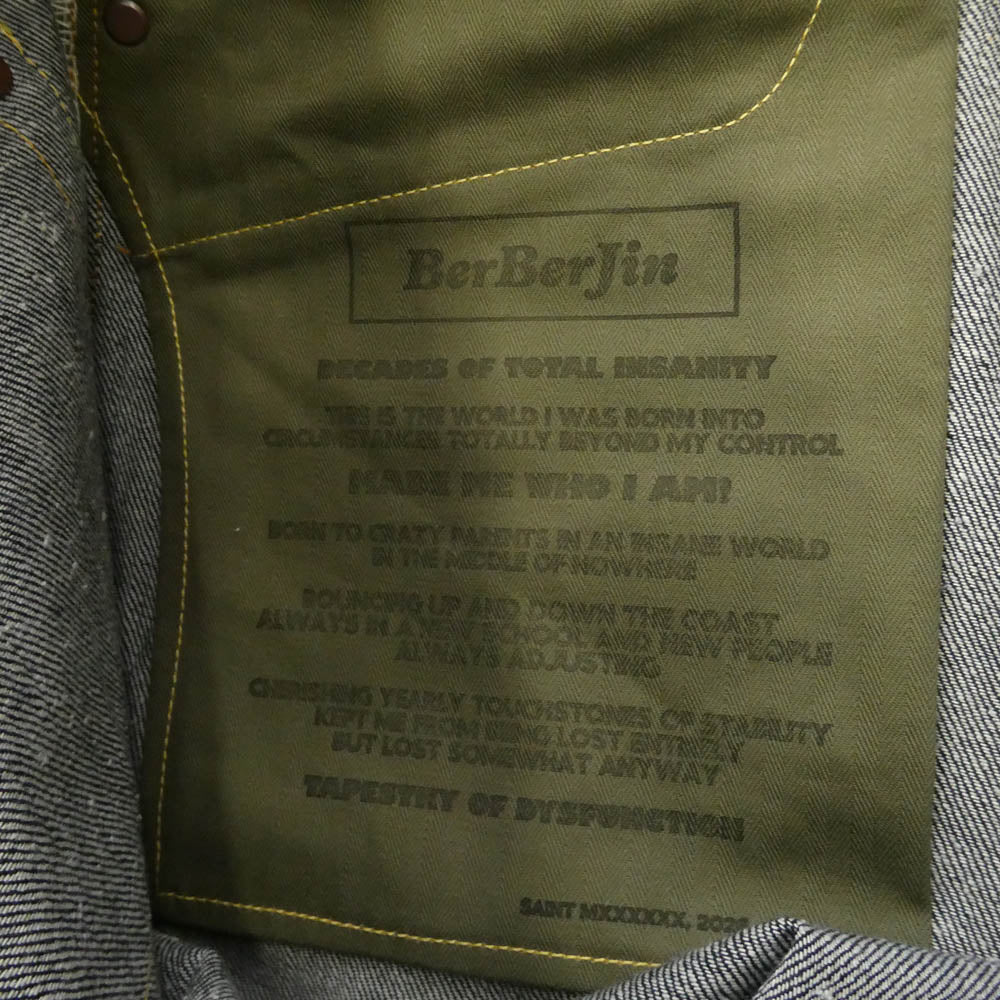 BerBerJin
DECADES OF TOTAL INSANITY
THIS IS THE WORLD I WAS BORN INTO
CIRCUMSTANCES TOTALLY BEYOND MY CONTROL
MADE ME WHO I AM?
BORN TO CRAZY PARENTS IN AN INSANE WORLD
IN THE MIDDLE OF NOWHERE
BOUNCING UP AND DOWN THE COAST
ALWAYS IN A NEW SCHOOL AND NEW PEOPLE
ALWAYS ADJUSTING
CHERISHING YEARLY TOUCHSTONES OF STABILITY
KEPT ME FROM BEING LOST ENTIRELY
BUT LOST SOMEWHAT ANYWAY
TAPESTRY OF DYSFUNCTION
SAINT MXXXXXX,